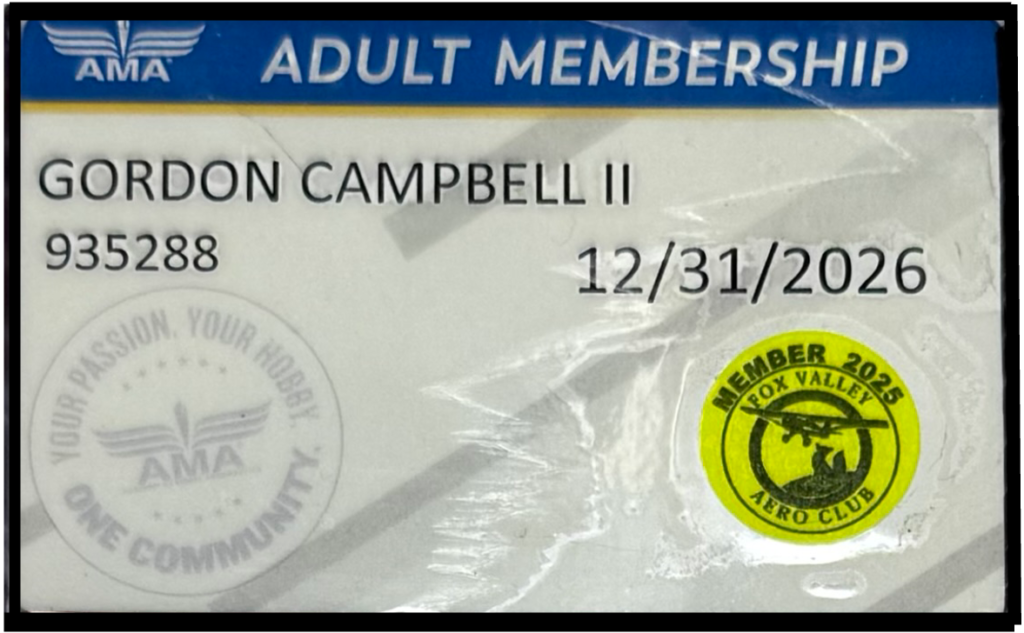 AMA
ADULT MEMBERSHIP
GORDON CAMPBELL II
935288
12/31/2026
YOUR PASSION. YOUR HOBBY.
AMA
ONE COMMUNITY.
MEMBER 2025
FOX VALLEY
AERO CLUB